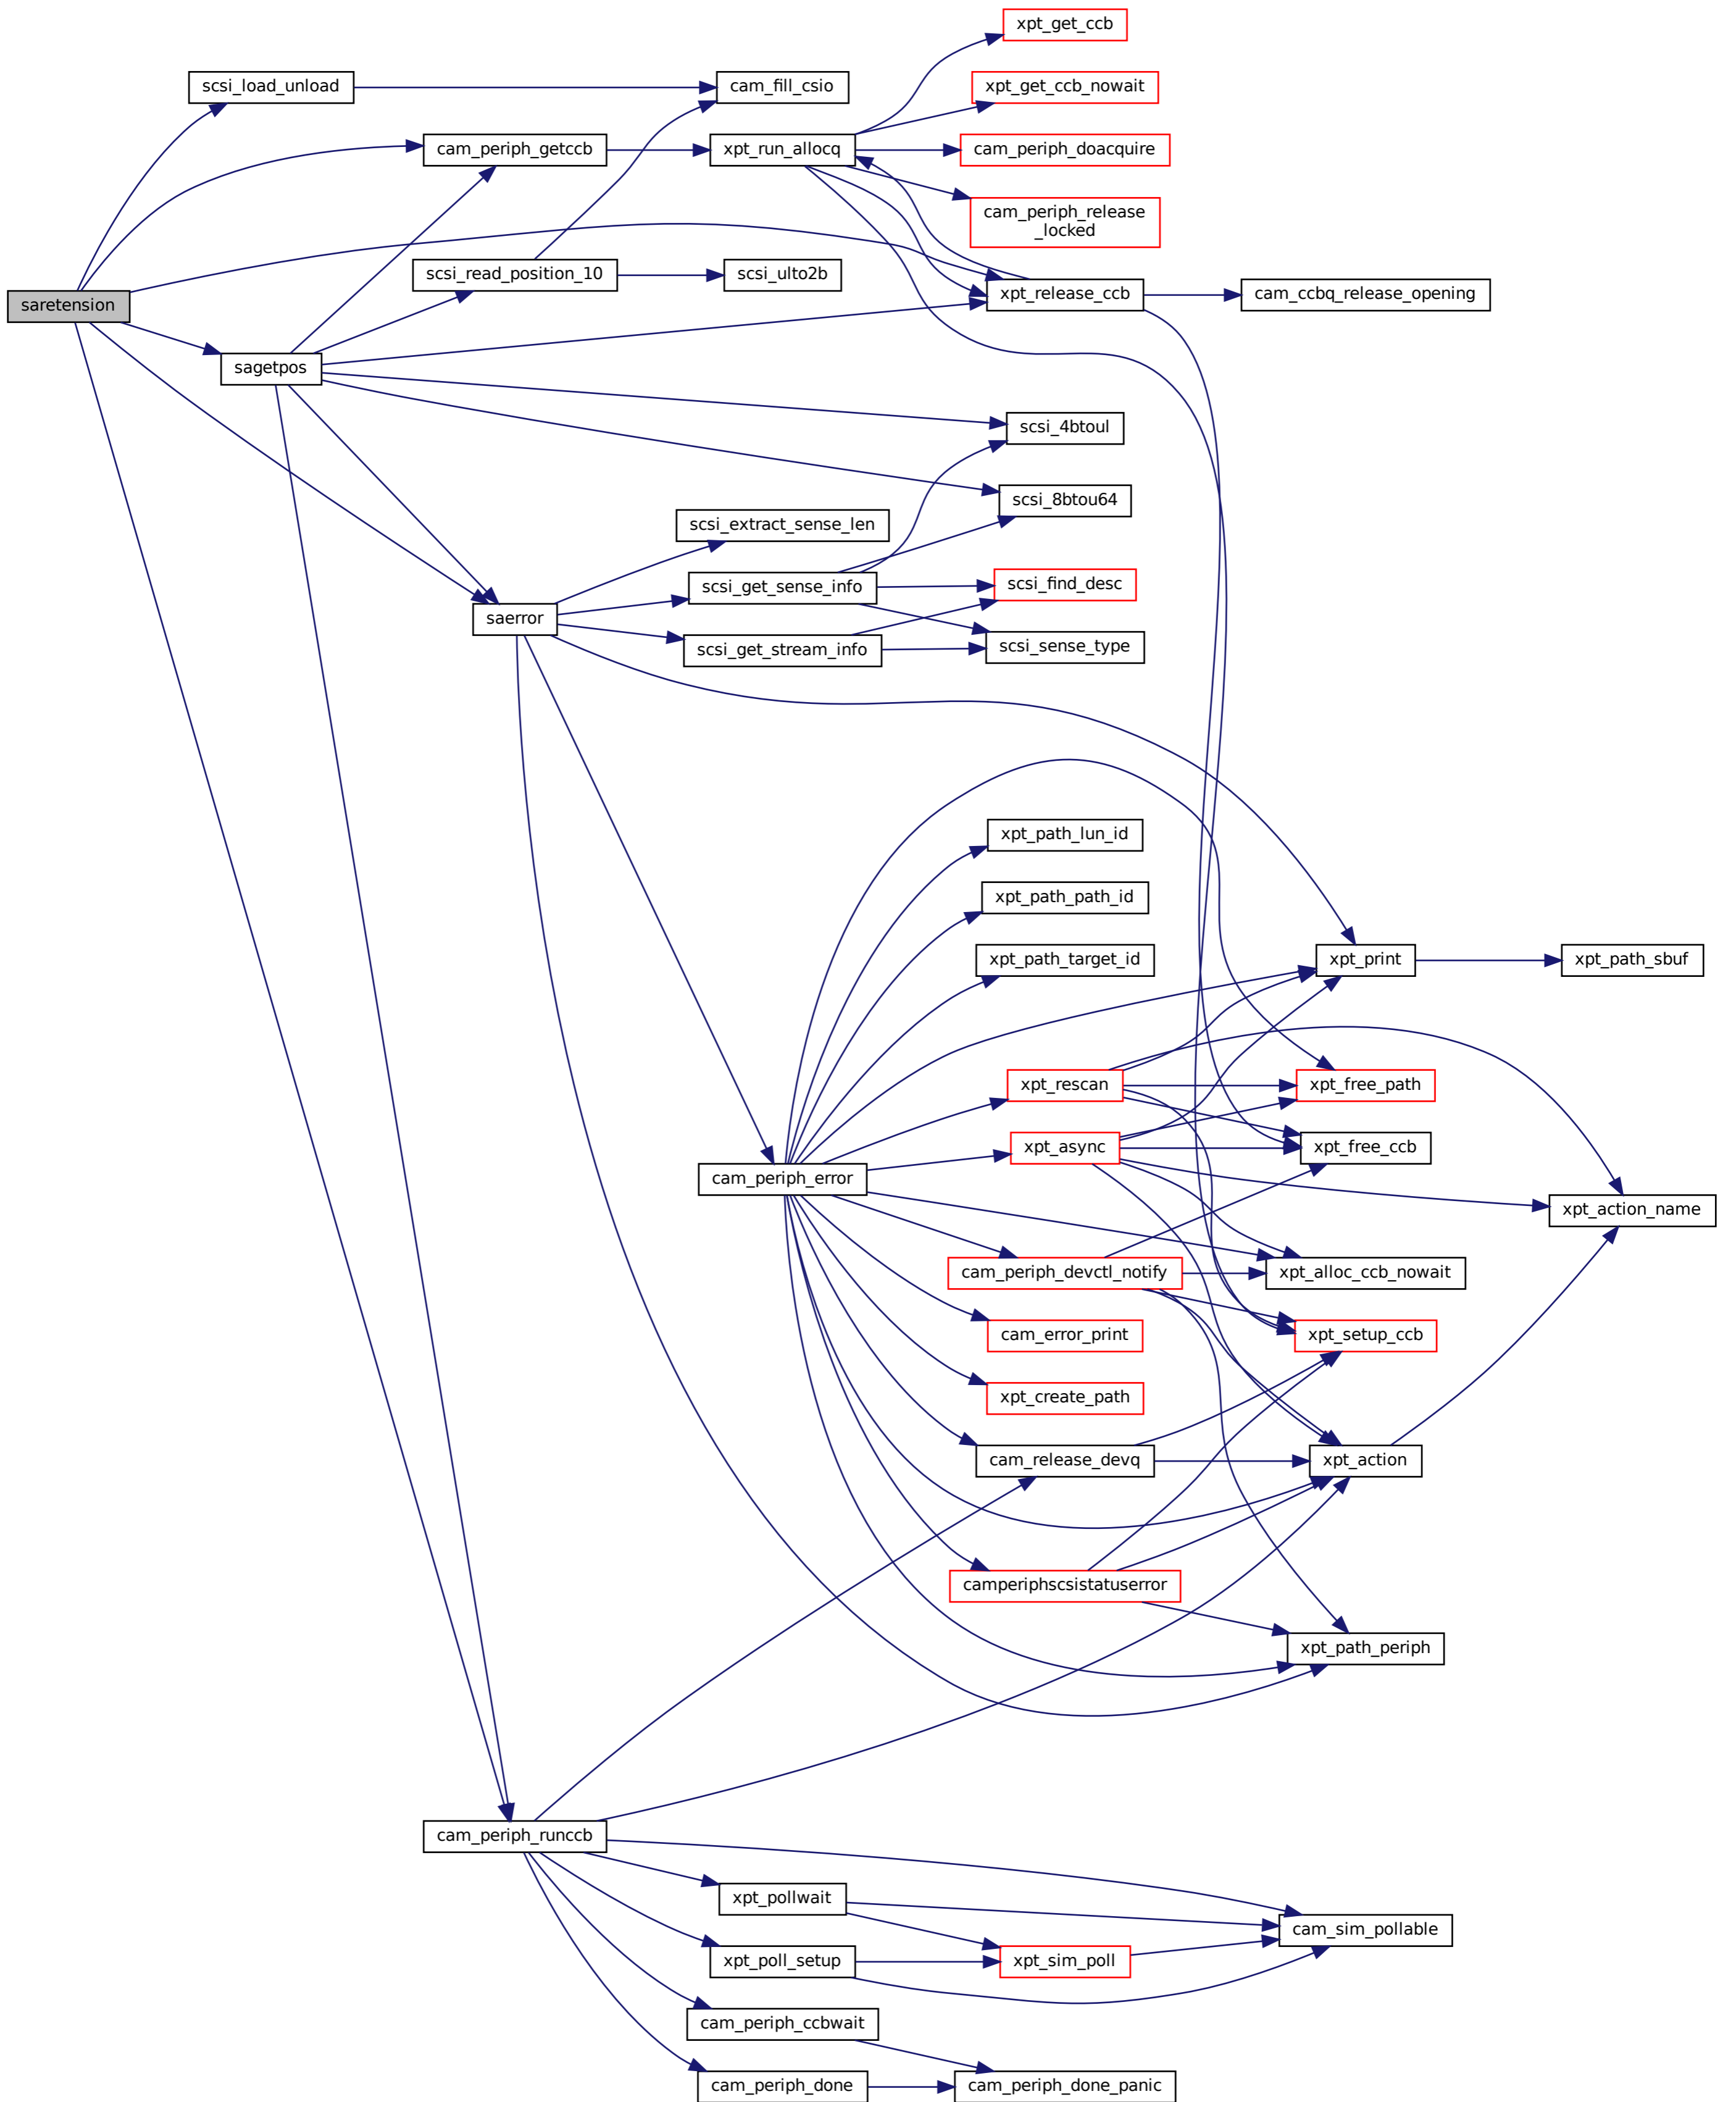 xpt_get_ccb
scsi_load_unload
cam_fill_csio
xpt_get_ccb_nowait
cam_periph_getccb
xpt_run_allocq
cam_periph_doacquire
cam_periph_release
_locked
scsi_read_position_10
scsi_ulto2b
xpt_release_ccb
cam_ccbq_release_opening
saretension
sagetpos
scsi_4btoul
scsi_8btou64
scsi_extract_sense_len
scsi_get_sense_info
scsi_find_desc
saerror
scsi_get_stream_info
scsi_sense_type
xpt_path_lun_id
xpt_path_path_id
xpt_path_target_id
xpt_print
xpt_path_sbuf
xpt_rescan
xpt_free_path
xpt_async
xpt_free_ccb
cam_periph_error
xpt_action_name
cam_periph_devctl_notify
xpt_alloc_ccb_nowait
cam_error_print
xpt_setup_ccb
xpt_create_path
cam_release_devq
xpt_action
camperiphscsistatuserror
xpt_path_periph
cam_periph_runccb
xpt_pollwait
cam_sim_pollable
xpt_poll_setup
xpt_sim_poll
cam_periph_ccbwait
cam_periph_done
cam_periph_done_panic